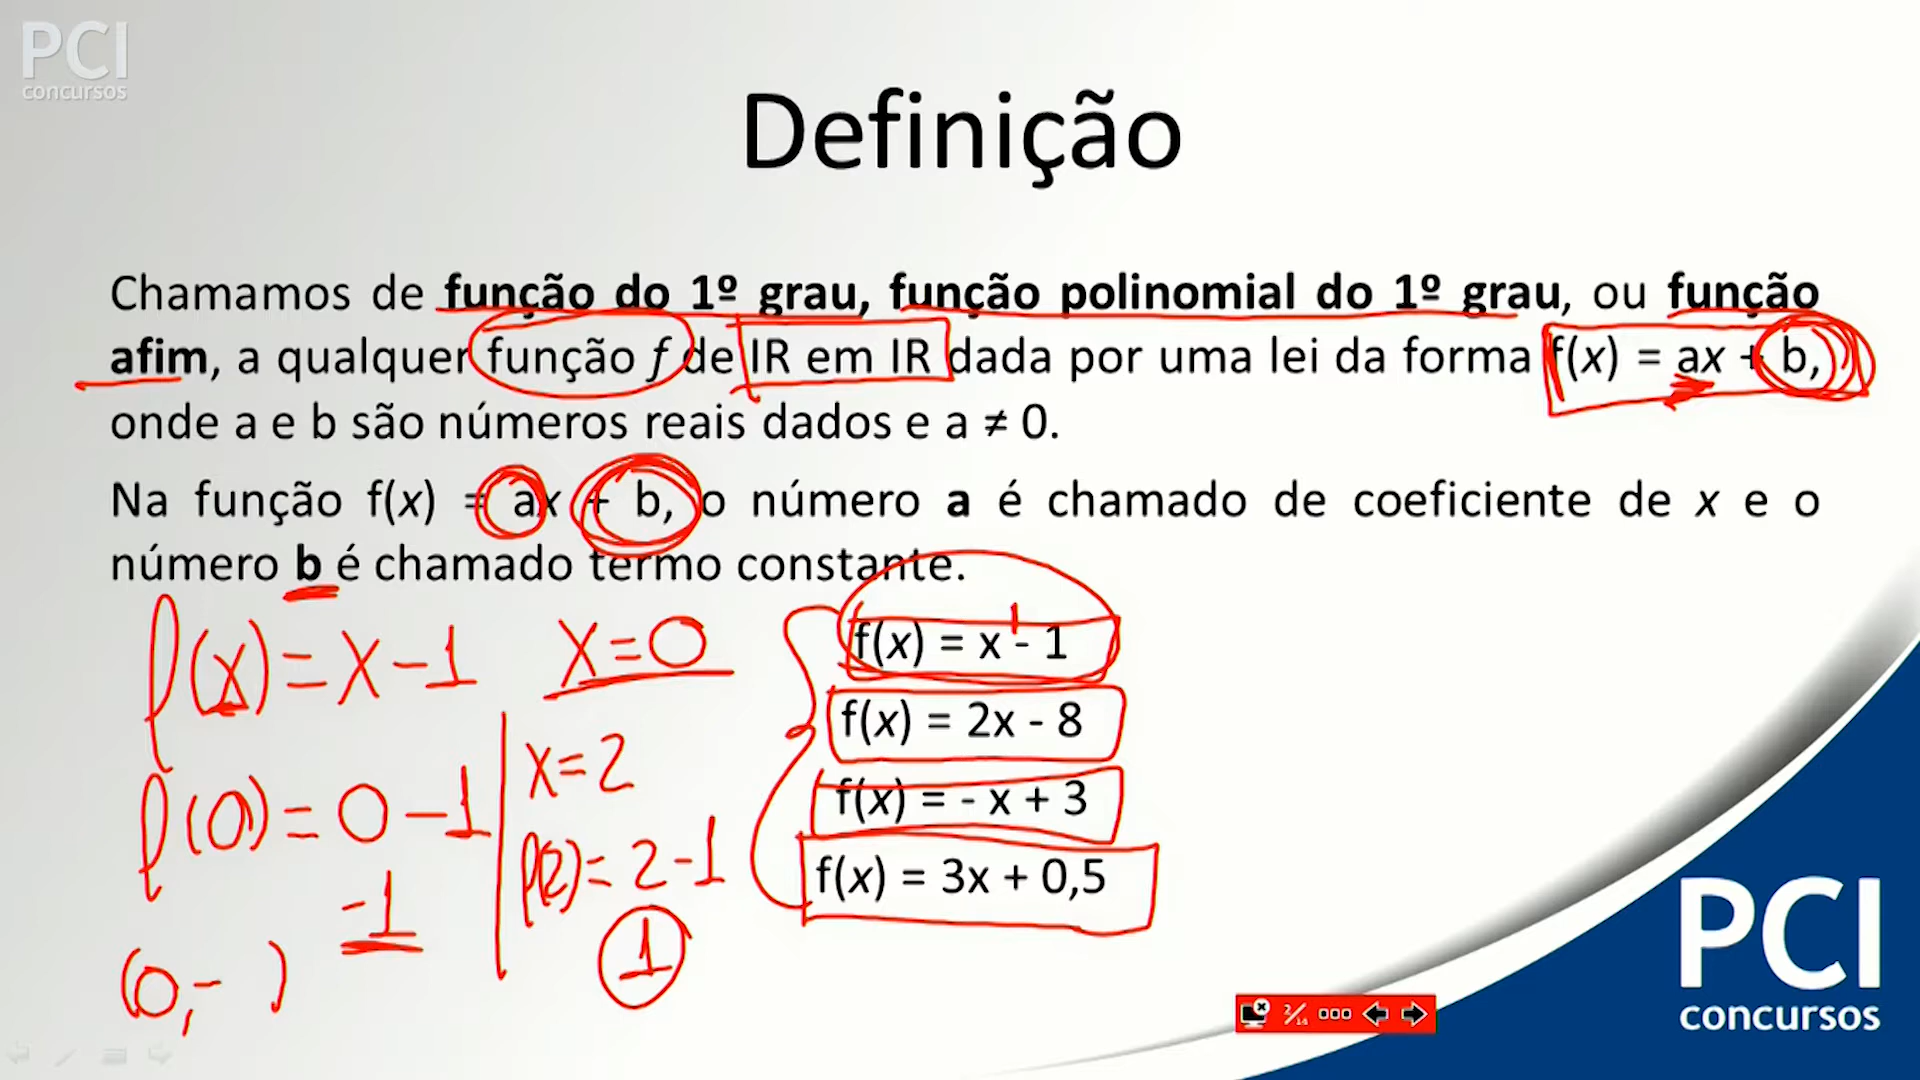 PCI
concursos
Definição
Chamamos de função do 1º grau, função polinomial do 1º grau, ou função
afim, a qualquer função f de IR em IR dada por uma lei da forma f(x) = ax + b,
onde a e b são números reais dados e a ≠ 0.
Na função f(x) = ax + b, o número a é chamado de coeficiente de x e o
número b é chamado termo constante.
f(x) = x - 1
f(x) = 2x - 8
f(x) = - x + 3
f(x) = 3x + 0,5
f(x) = x - 1
x = 0
f(0) = 0 - 1
-1
(0, - )
x = 2
f(2) = 2 - 1
1
2/14
PCI
concursos